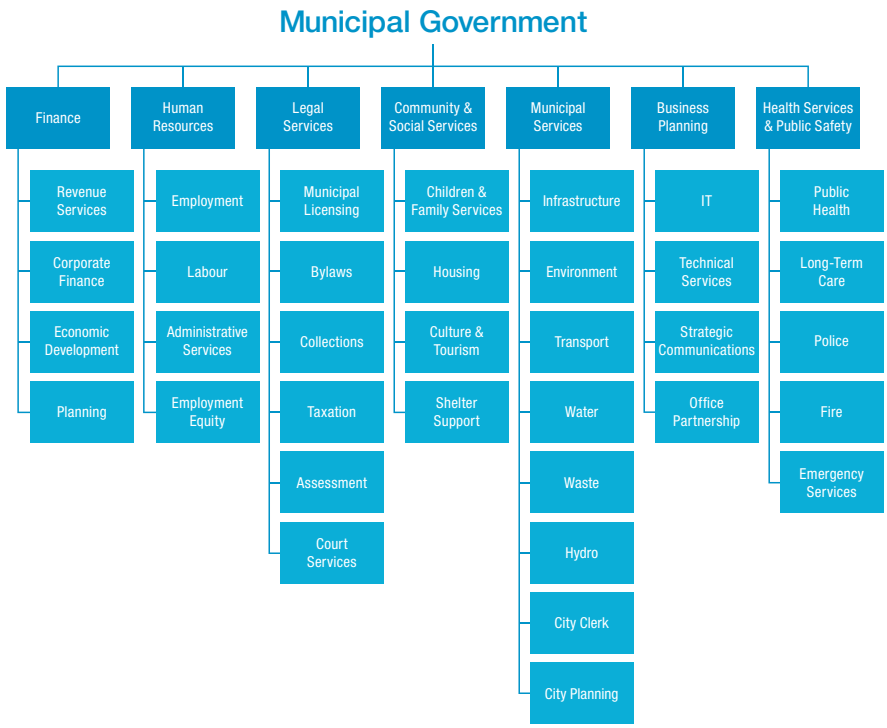 Municipal Government
Finance
Human
Resources
Legal
Services
Community &
Social Services
Municipal
Services
Business
Planning
Health Services
& Public Safety
Revenue
Services
Corporate
Finance
Economic
Development
Planning
Employment
Labour
Administrative
Services
Employment
Equity
Municipal
Licensing
Bylaws
Collections
Taxation
Assessment
Court
Services
Children &
Family Services
Housing
Culture &
Tourism
Shelter
Support
Infrastructure
Environment
Transport
Water
Waste
Hydro
City Clerk
City Planning
IT
Technical
Services
Strategic
Communications
Office
Partnership
Public
Health
Long-Term
Care
Police
Fire
Emergency
Services